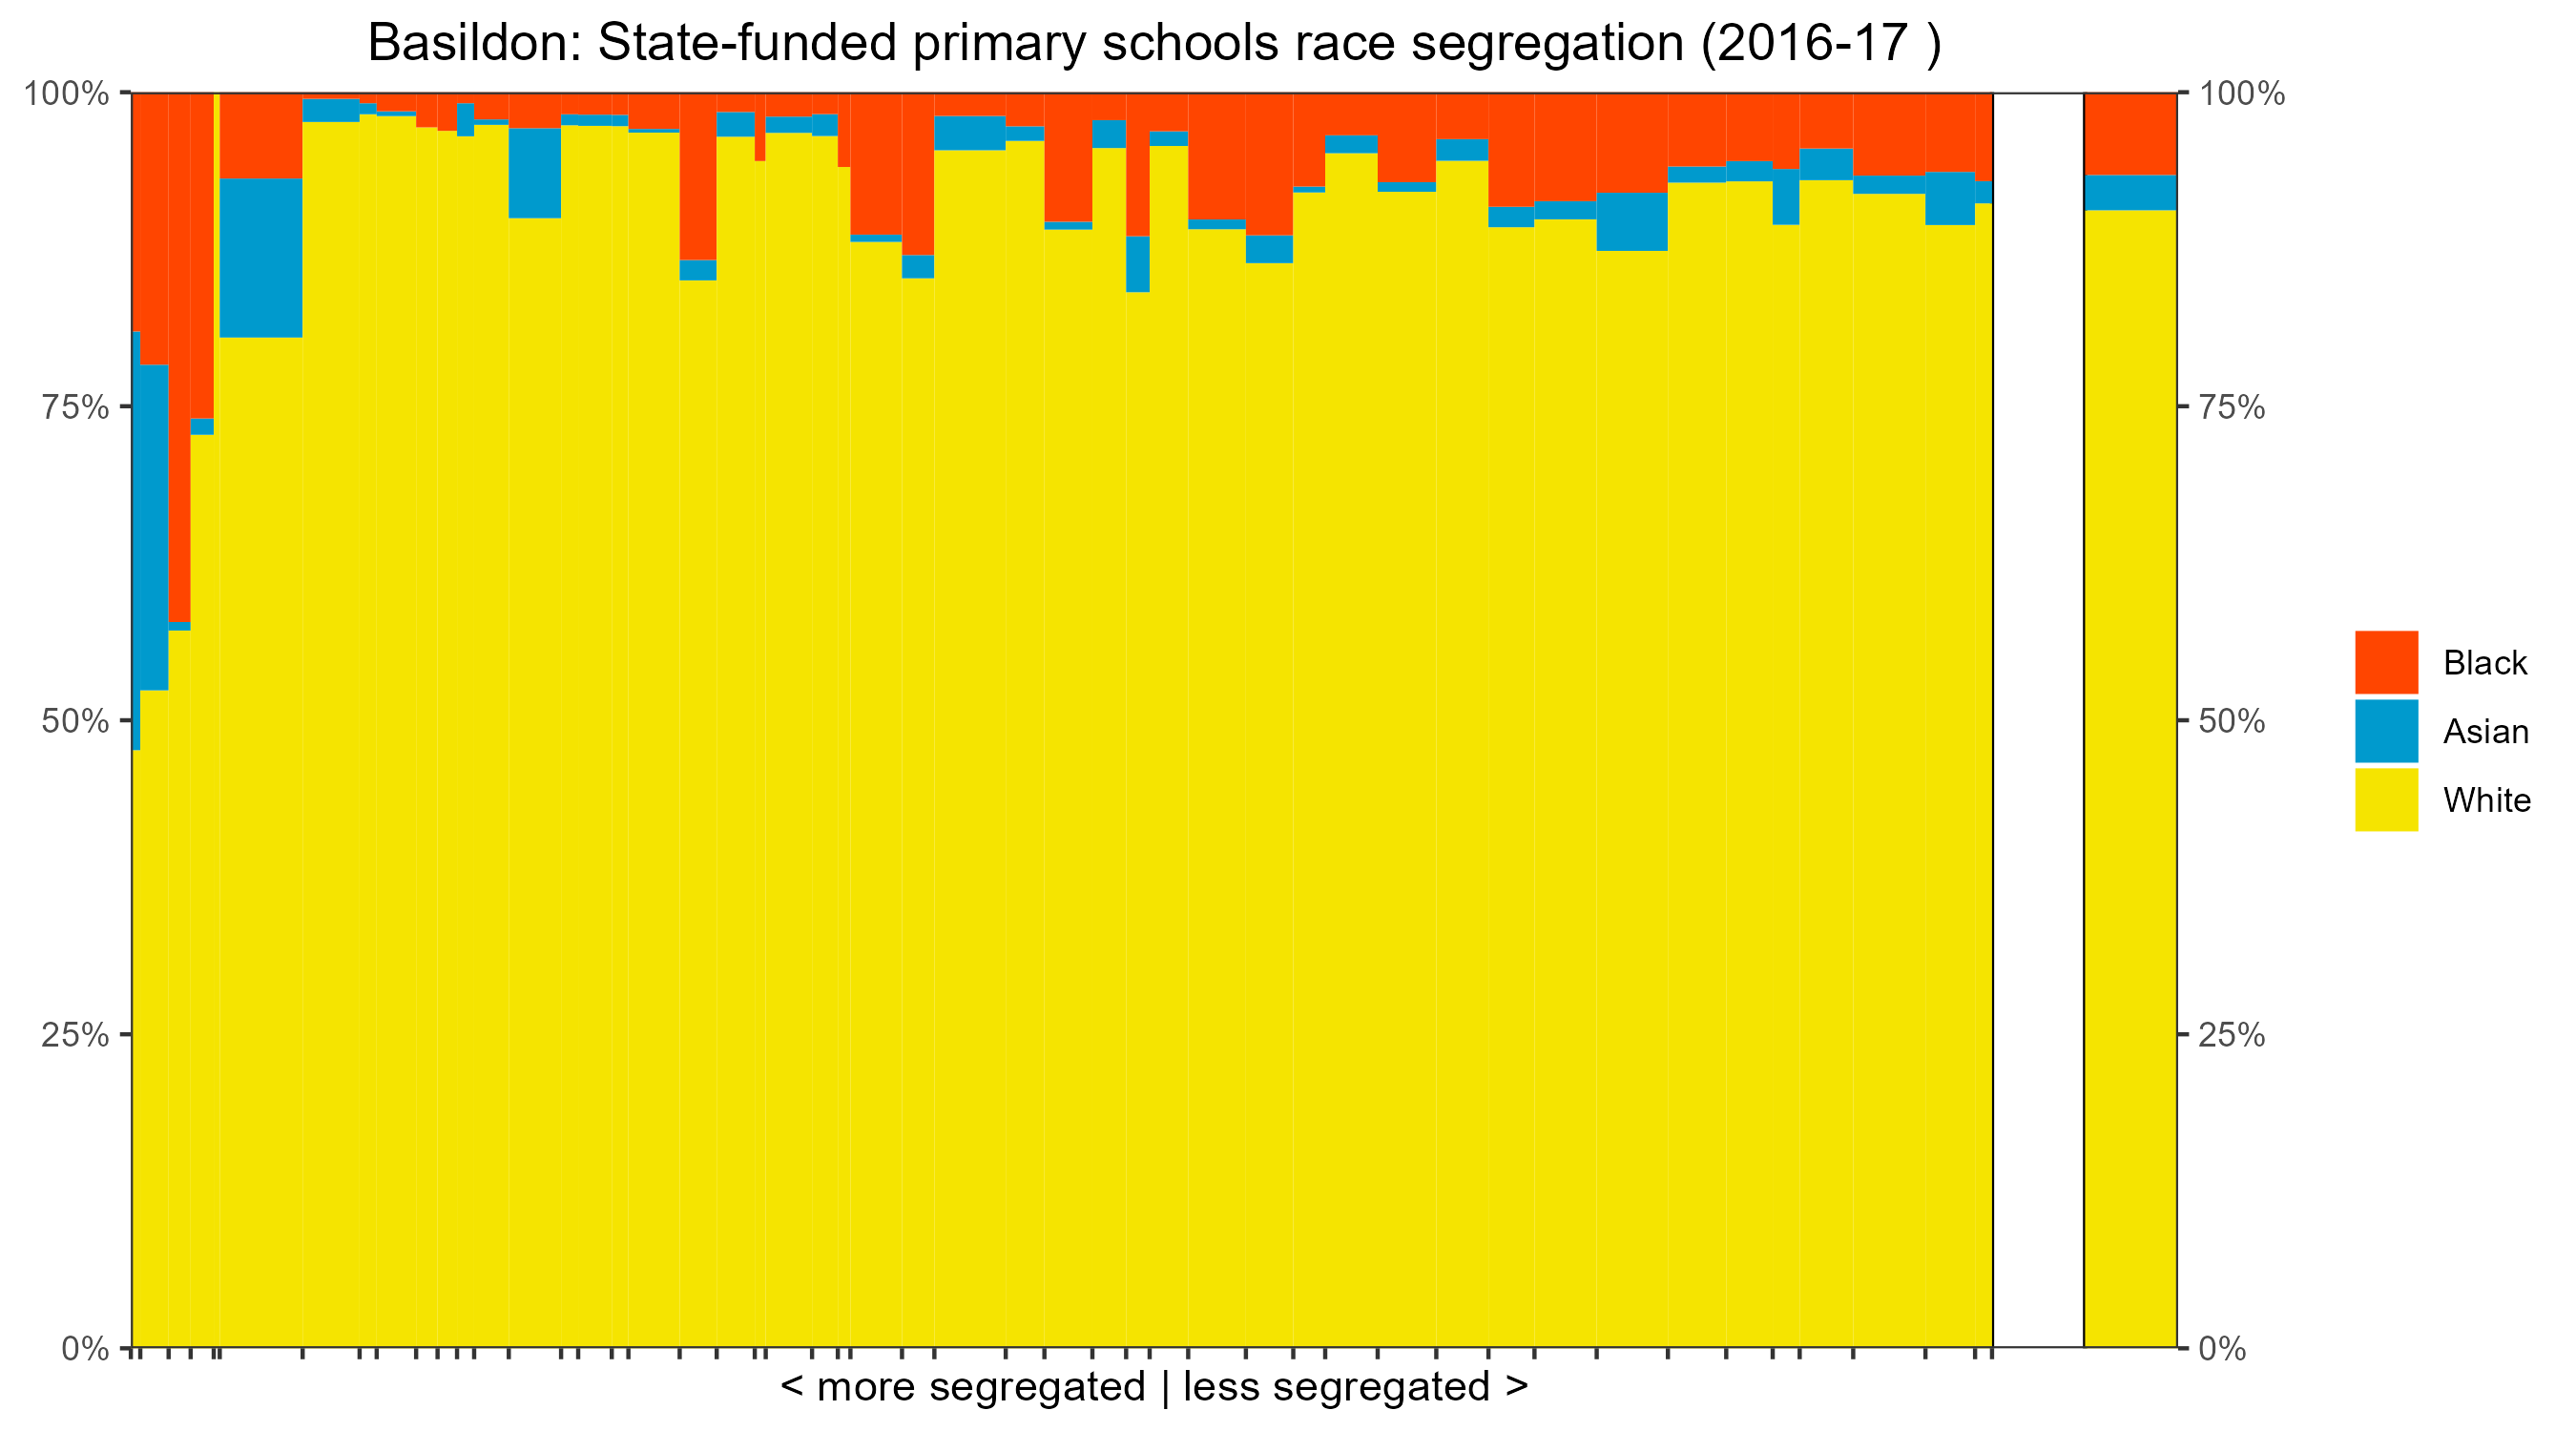 Basildon: State-funded primary schools race segregation (2016-17 )
100%
75%
50%
25%
0%
100%
75%
50%
25%
0%
Black
Asian
White
< more segregated | less segregated >